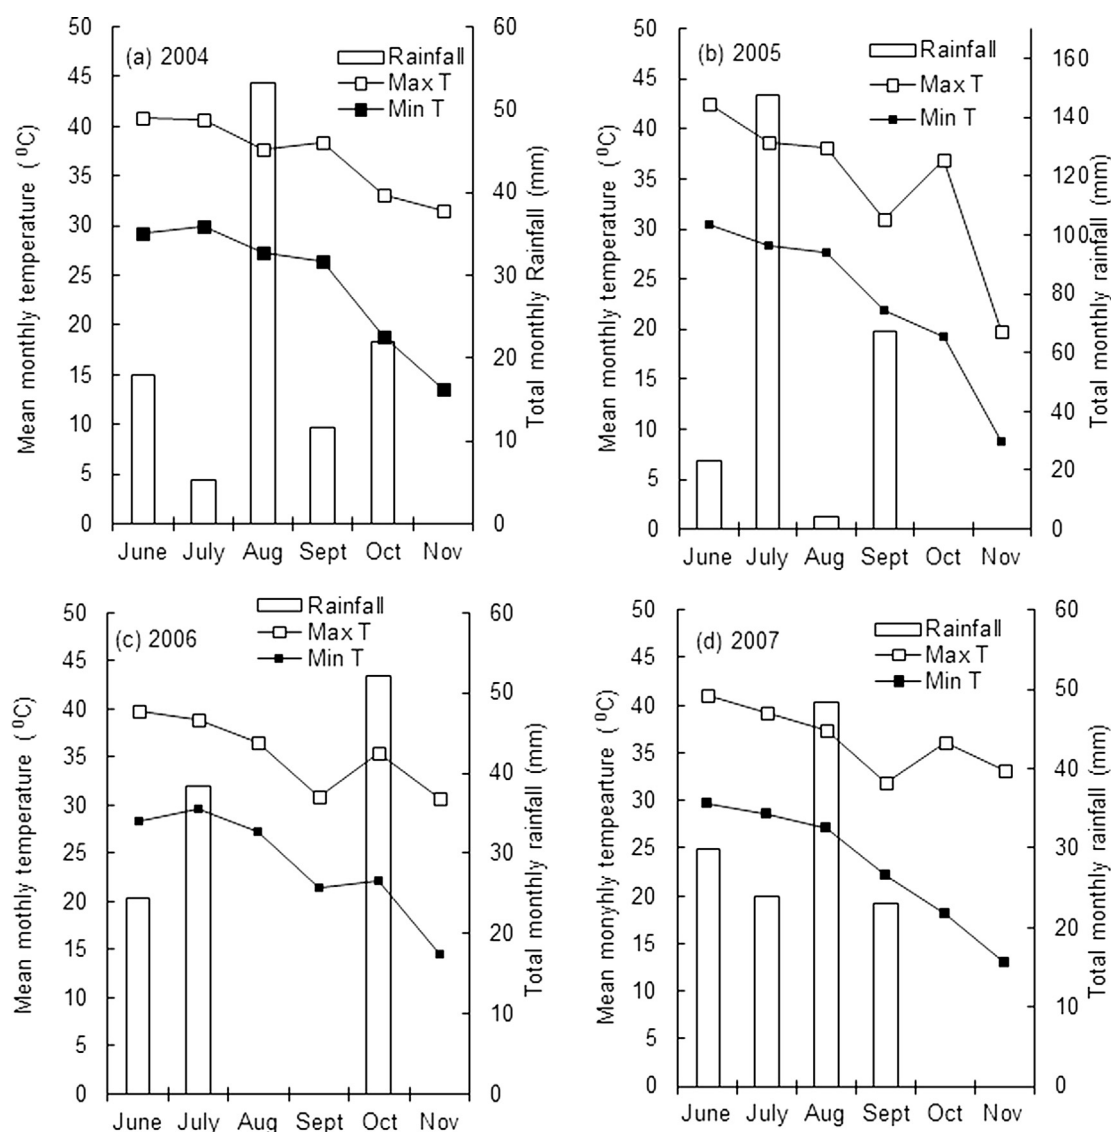 (a) 2004
Rainfall
Max T
Min T
Mean monthly temperature (⁰C)
50
45
40
35
30
25
20
15
10
5
0
60
50
40
30
20
10
0
Total monthly Rainfall (mm)
June July Aug Sept Oct Nov
(b) 2005
Rainfall
Max T
Min T
Mean monthly temperature (⁰C)
50
45
40
35
30
25
20
15
10
5
0
160
140
120
100
80
60
40
20
0
Total monthly rainfall (mm)
June July Aug Sept Oct Nov
(c) 2006
Rainfall
Max T
Min T
Mean mothly temperature (⁰C)
50
45
40
35
30
25
20
15
10
5
0
60
50
40
30
20
10
0
Total monthly rainfall (mm)
June July Aug Sept Oct Nov
(d) 2007
Rainfall
Max T
Min T
Mean monyhly tempearture (⁰C)
50
45
40
35
30
25
20
15
10
5
0
60
50
40
30
20
10
0
Total monthly rainfall (mm)
June July Aug Sept Oct Nov